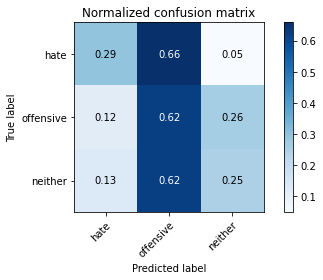 Normalized confusion matrix
True label
hate 0.29 0.66 0.05
offensive 0.12 0.62 0.26
neither 0.13 0.62 0.25
hate offensive neither
Predicted label
0.6
0.5
0.4
0.3
0.2
0.1